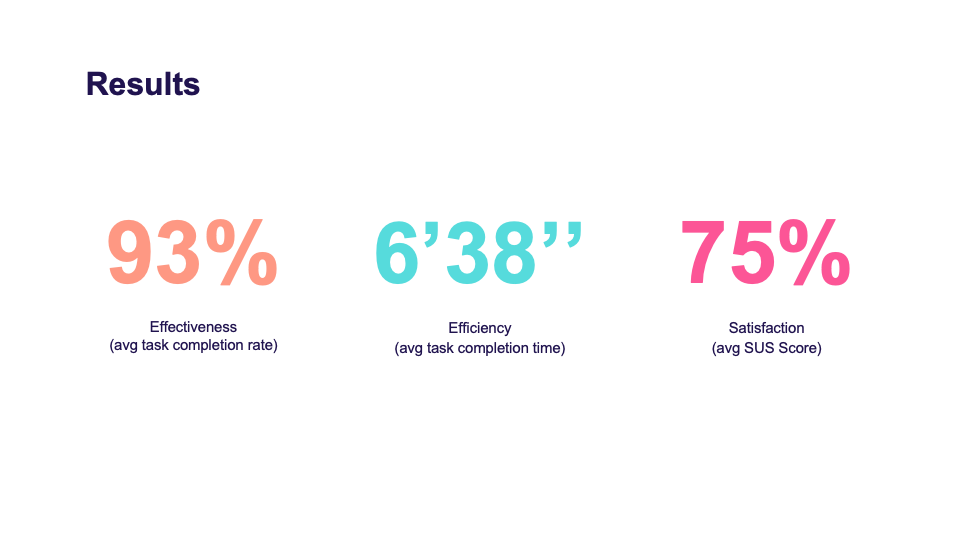 Results
93%
6’38’’
75%
Effectiveness
(avg task completion rate)
Efficiency
(avg task completion time)
Satisfaction
(avg SUS Score)